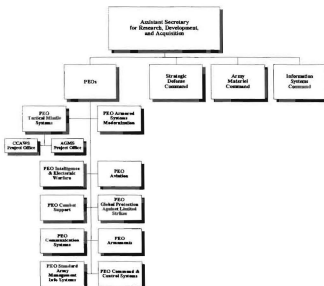 Assistant Secretary
for Research, Development,
and Acquisition
PEOs
Strategic
Defense
Command
Army
Materiel
Command
Information
Systems
Command
PEO
Tactical Missile
Systems
PEO Armored
Systems
Modernization
CCAWS
Project Office
AGMS
Project Office
PEO Intelligence
& Electronic
Warfare
PEO
Aviation
PEO Combat
Support
PEO
Global Protection
Against Limited
Strikes
PEO
Communication
Systems
PEO
Armaments
PEO Standard
Army
Management
Info Systems
PEO Command &
Control Systems